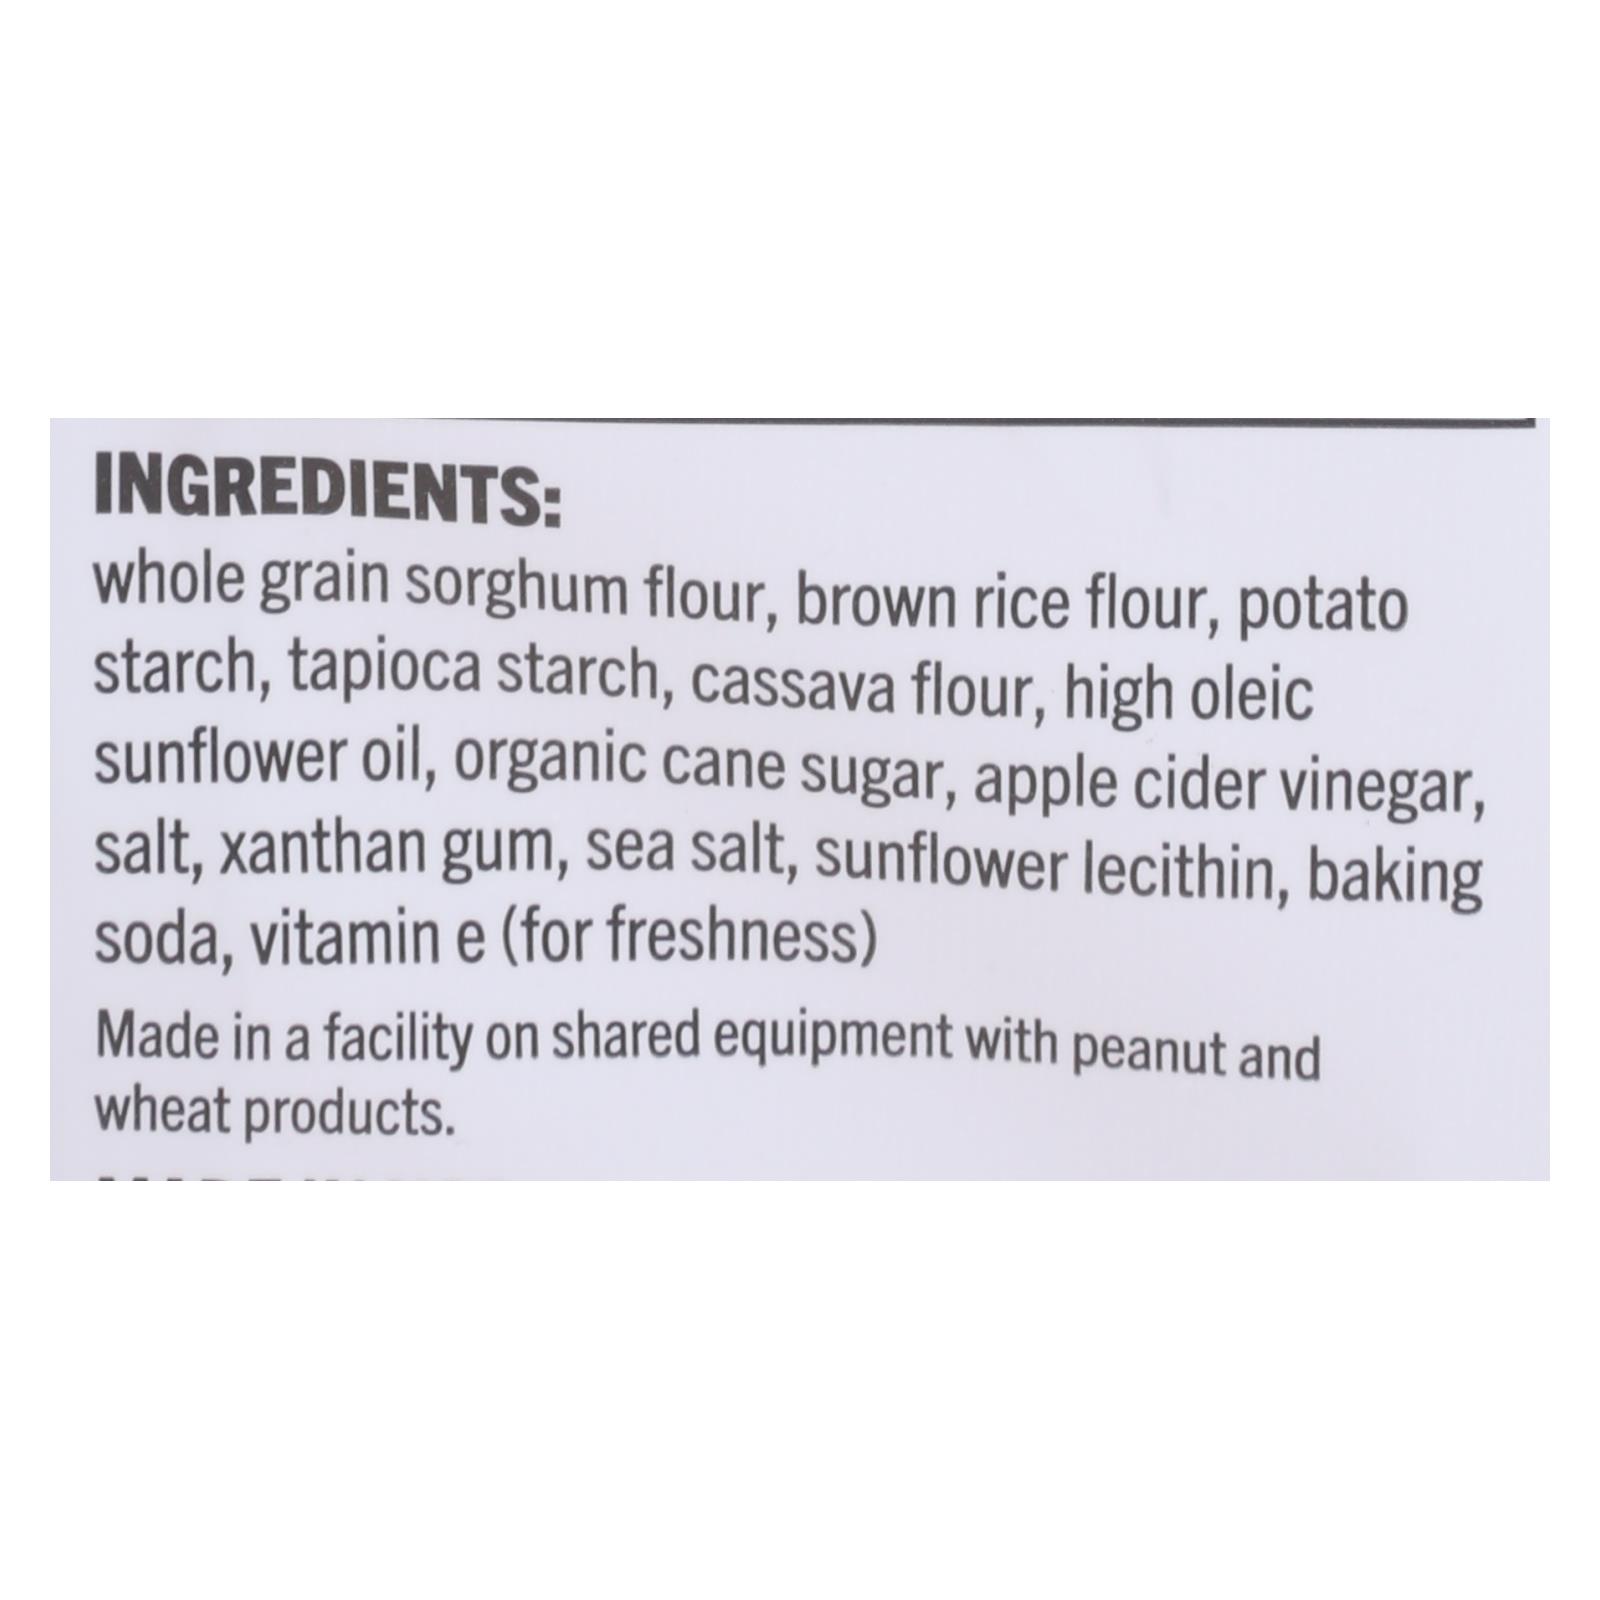 INGREDIENTS:
whole grain sorghum flour, brown rice flour, potato
starch, tapioca starch, cassava flour, high oleic
sunflower oil, organic cane sugar, apple cider vinegar,
salt, xanthan gum, sea salt, sunflower lecithin, baking
soda, vitamin e (for freshness)
Made in a facility on shared equipment with peanut and
wheat products.